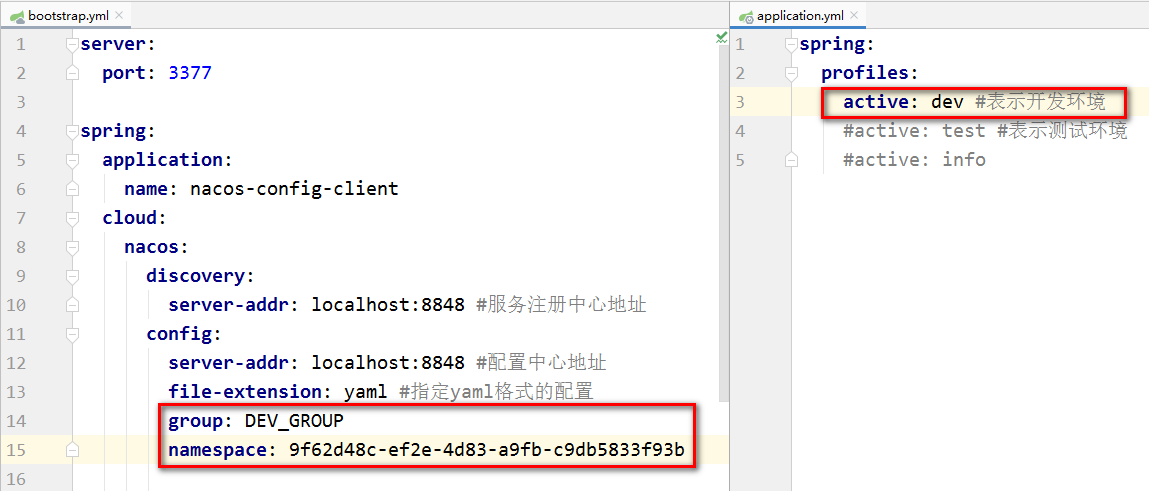 bootstrap.yml
1 server:
2 port: 3377
3
4 spring:
5 application:
6 name: nacos-config-client
7 cloud:
8 nacos:
9 discovery:
10 server-addr: localhost:8848 #服务注册中心地址
11 config:
12 server-addr: localhost:8848 #配置中心地址
13 file-extension: yaml #指定yaml格式的配置
14 group: DEV_GROUP
15 namespace: 9f62d48c-ef2e-4d83-a9fb-c9db5833f93b
16
application.yml
1 spring:
2 profiles:
3 active: dev #表示开发环境
4 #active: test #表示测试环境
5 #active: info